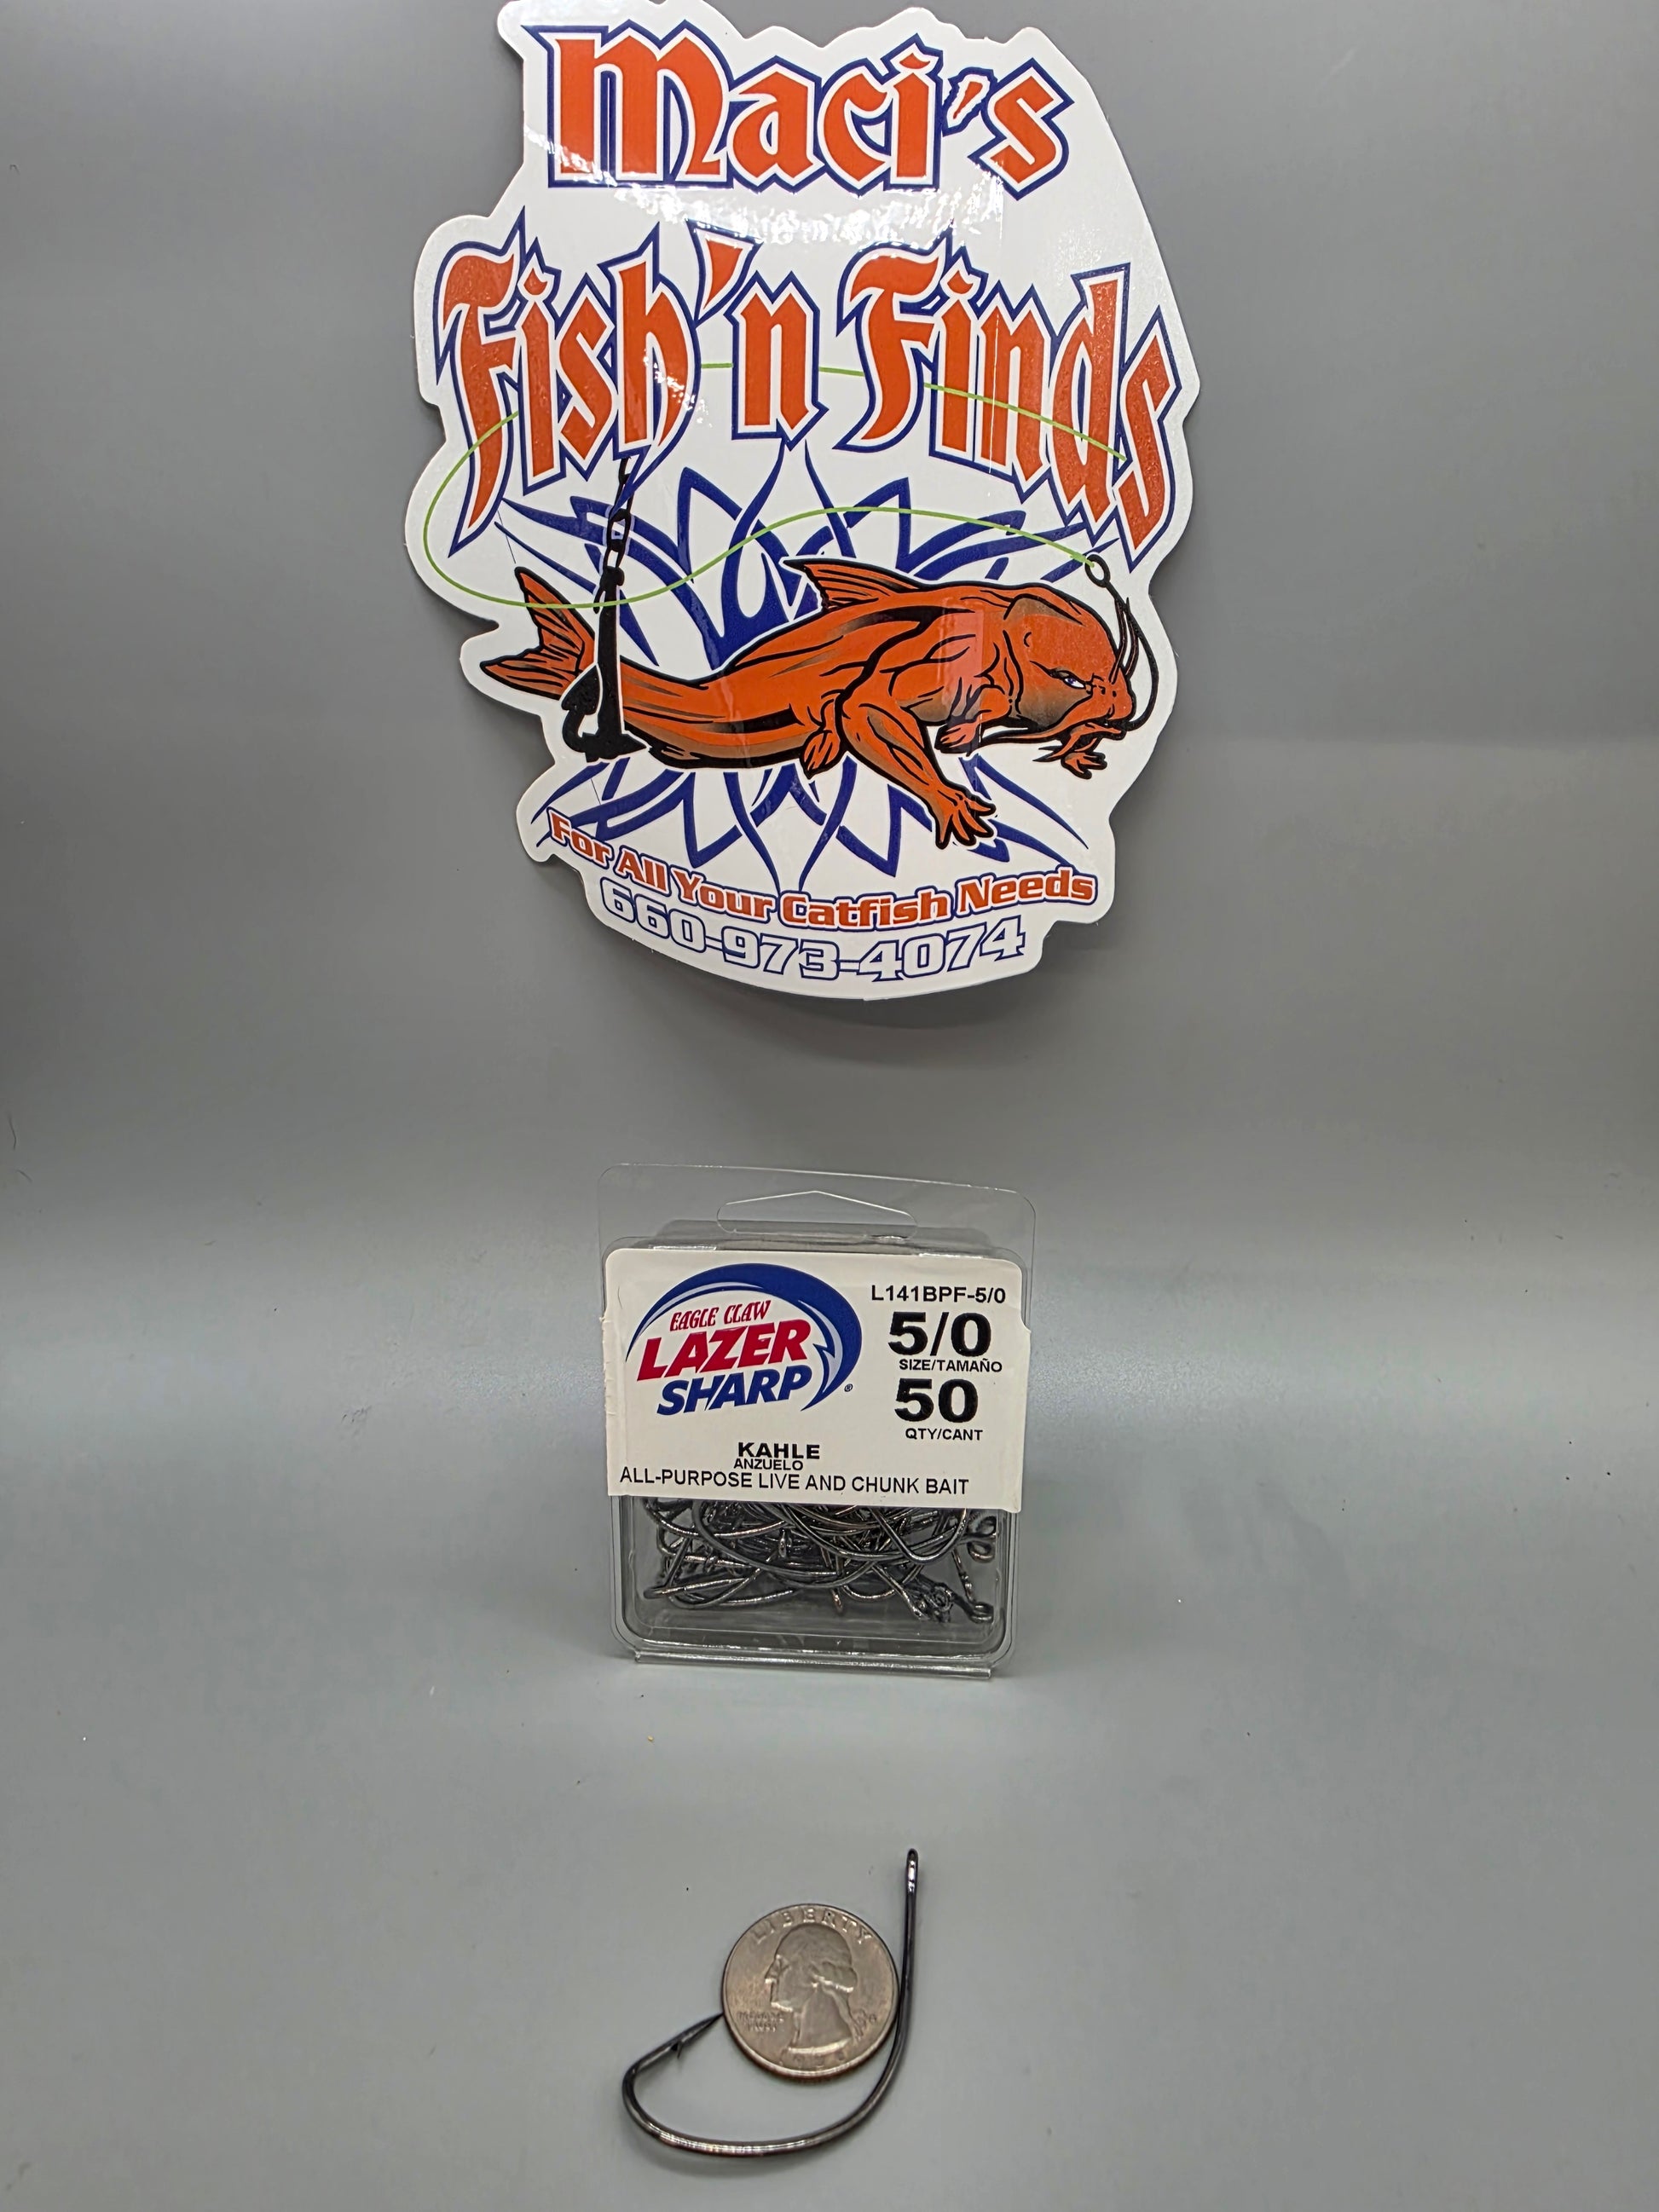 Maci's
Fish'n Finds
For All Your Catfish Needs
660-973-4074
EAGLE CLAW
LAZER
SHARP®
L141BPF-5/0
5/0
SIZE/TAMAÑO
50
QTY/CANT
KAHLE
ANZUELO
ALL-PURPOSE LIVE AND CHUNK BAIT
LIBERTY